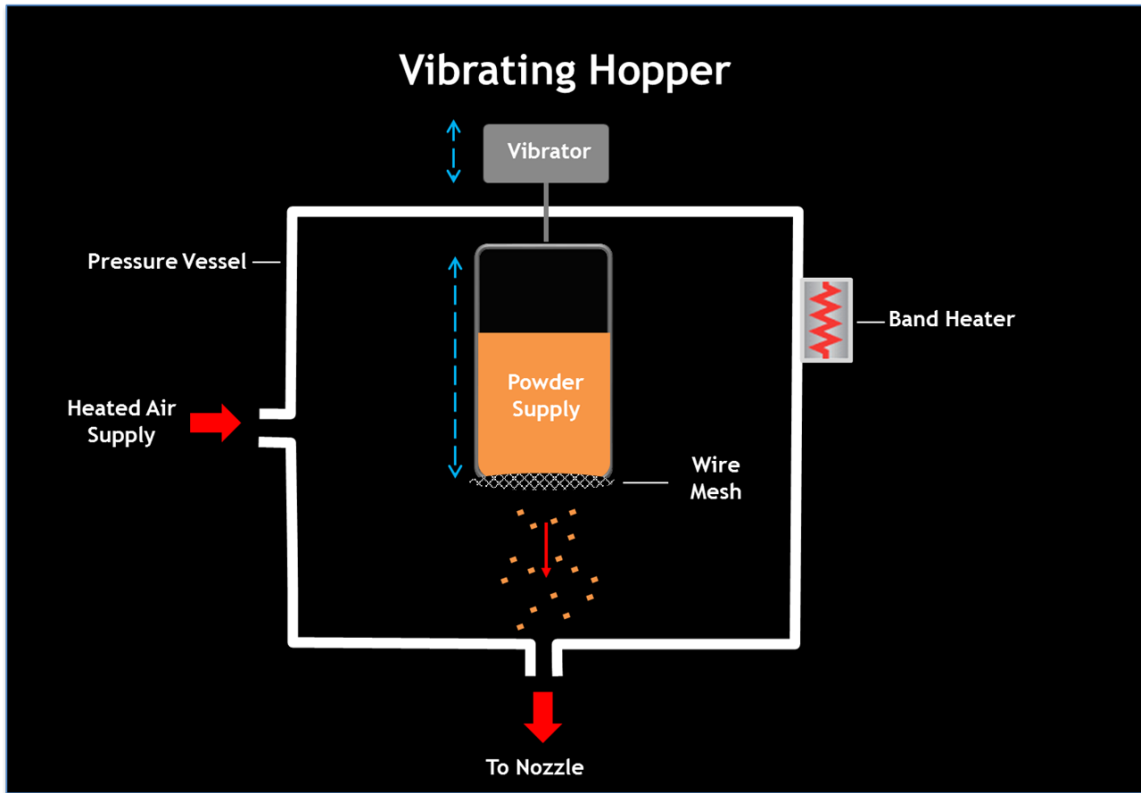 Vibrating Hopper
Vibrator
Pressure Vessel
Band Heater
Powder
Supply
Heated Air
Supply
Wire
Mesh
To Nozzle